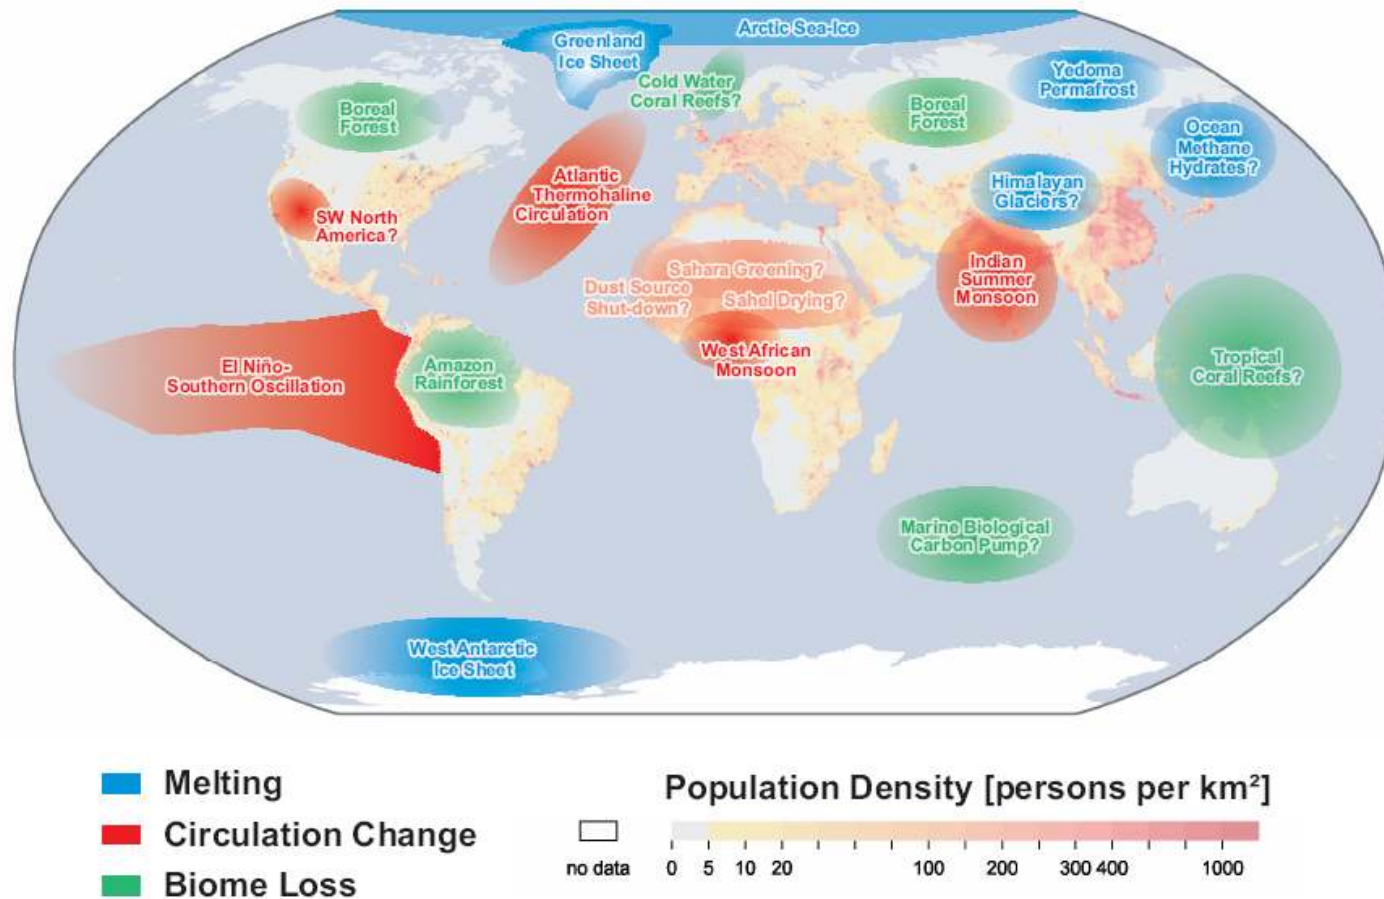 Arctic Sea-Ice
Greenland
Ice Sheet
Cold Water
Coral Reefs?
Yedoma
Permafrost
Boreal
Forest
Boreal
Forest
Ocean
Methane
Hydrates?
Atlantic
Thermohaline
Circulation
Himalayan
Glaciers?
SW North
America?
Indian
Summer
Monsoon
Sahara Greening?
Dust Source
Shut-down?
Sahel Drying?
West African
Monsoon
El Niño-
Southern Oscillation
Amazon
Rainforest
Tropical
Coral Reefs?
Marine Biological
Carbon Pump?
West Antarctic
Ice Sheet
Melting
Circulation Change
Biome Loss
Population Density [persons per km²]
no data
0 5 10 20 100 200 300 400 1000